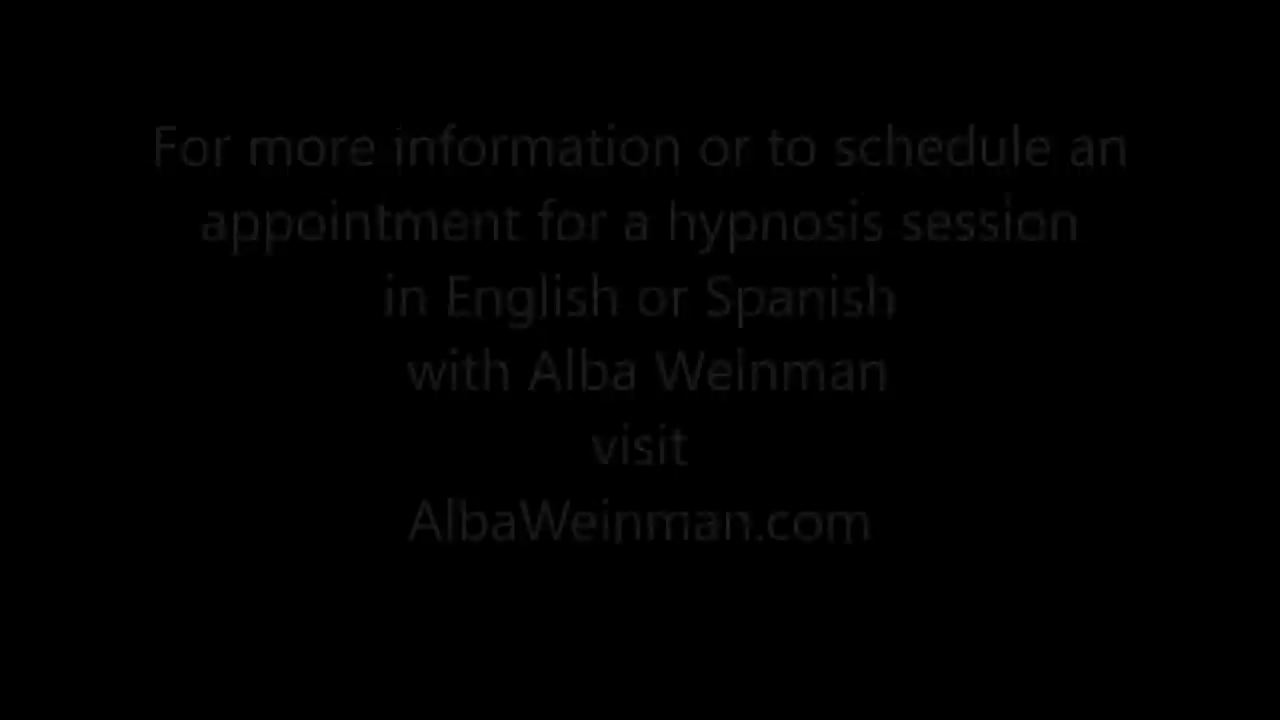 For more information or to schedule an
appointment for a hypnosis session
in English or Spanish
with Alba Weinman
visit
AlbaWeinman.com